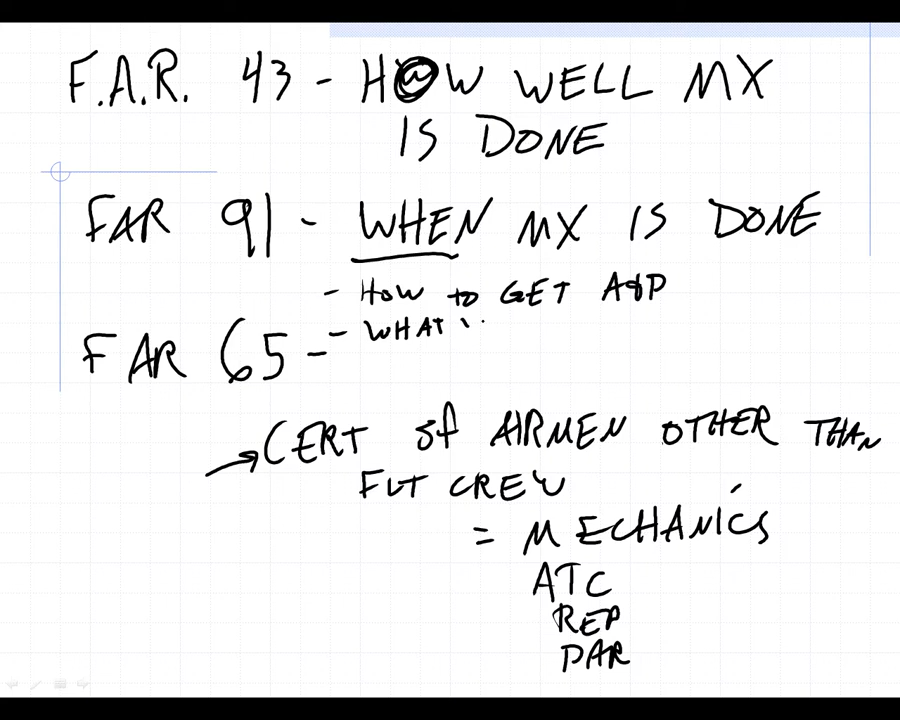 F.A.R. 43 - HOW WELL MX
IS DONE
FAR 91 - WHEN MX IS DONE
- HOW to GET A&P
FAR 65 - - WHAT
CERT of AIRMEN OTHER THAN
FLT CREW
= MECHANICS
ATC
REP
PAR